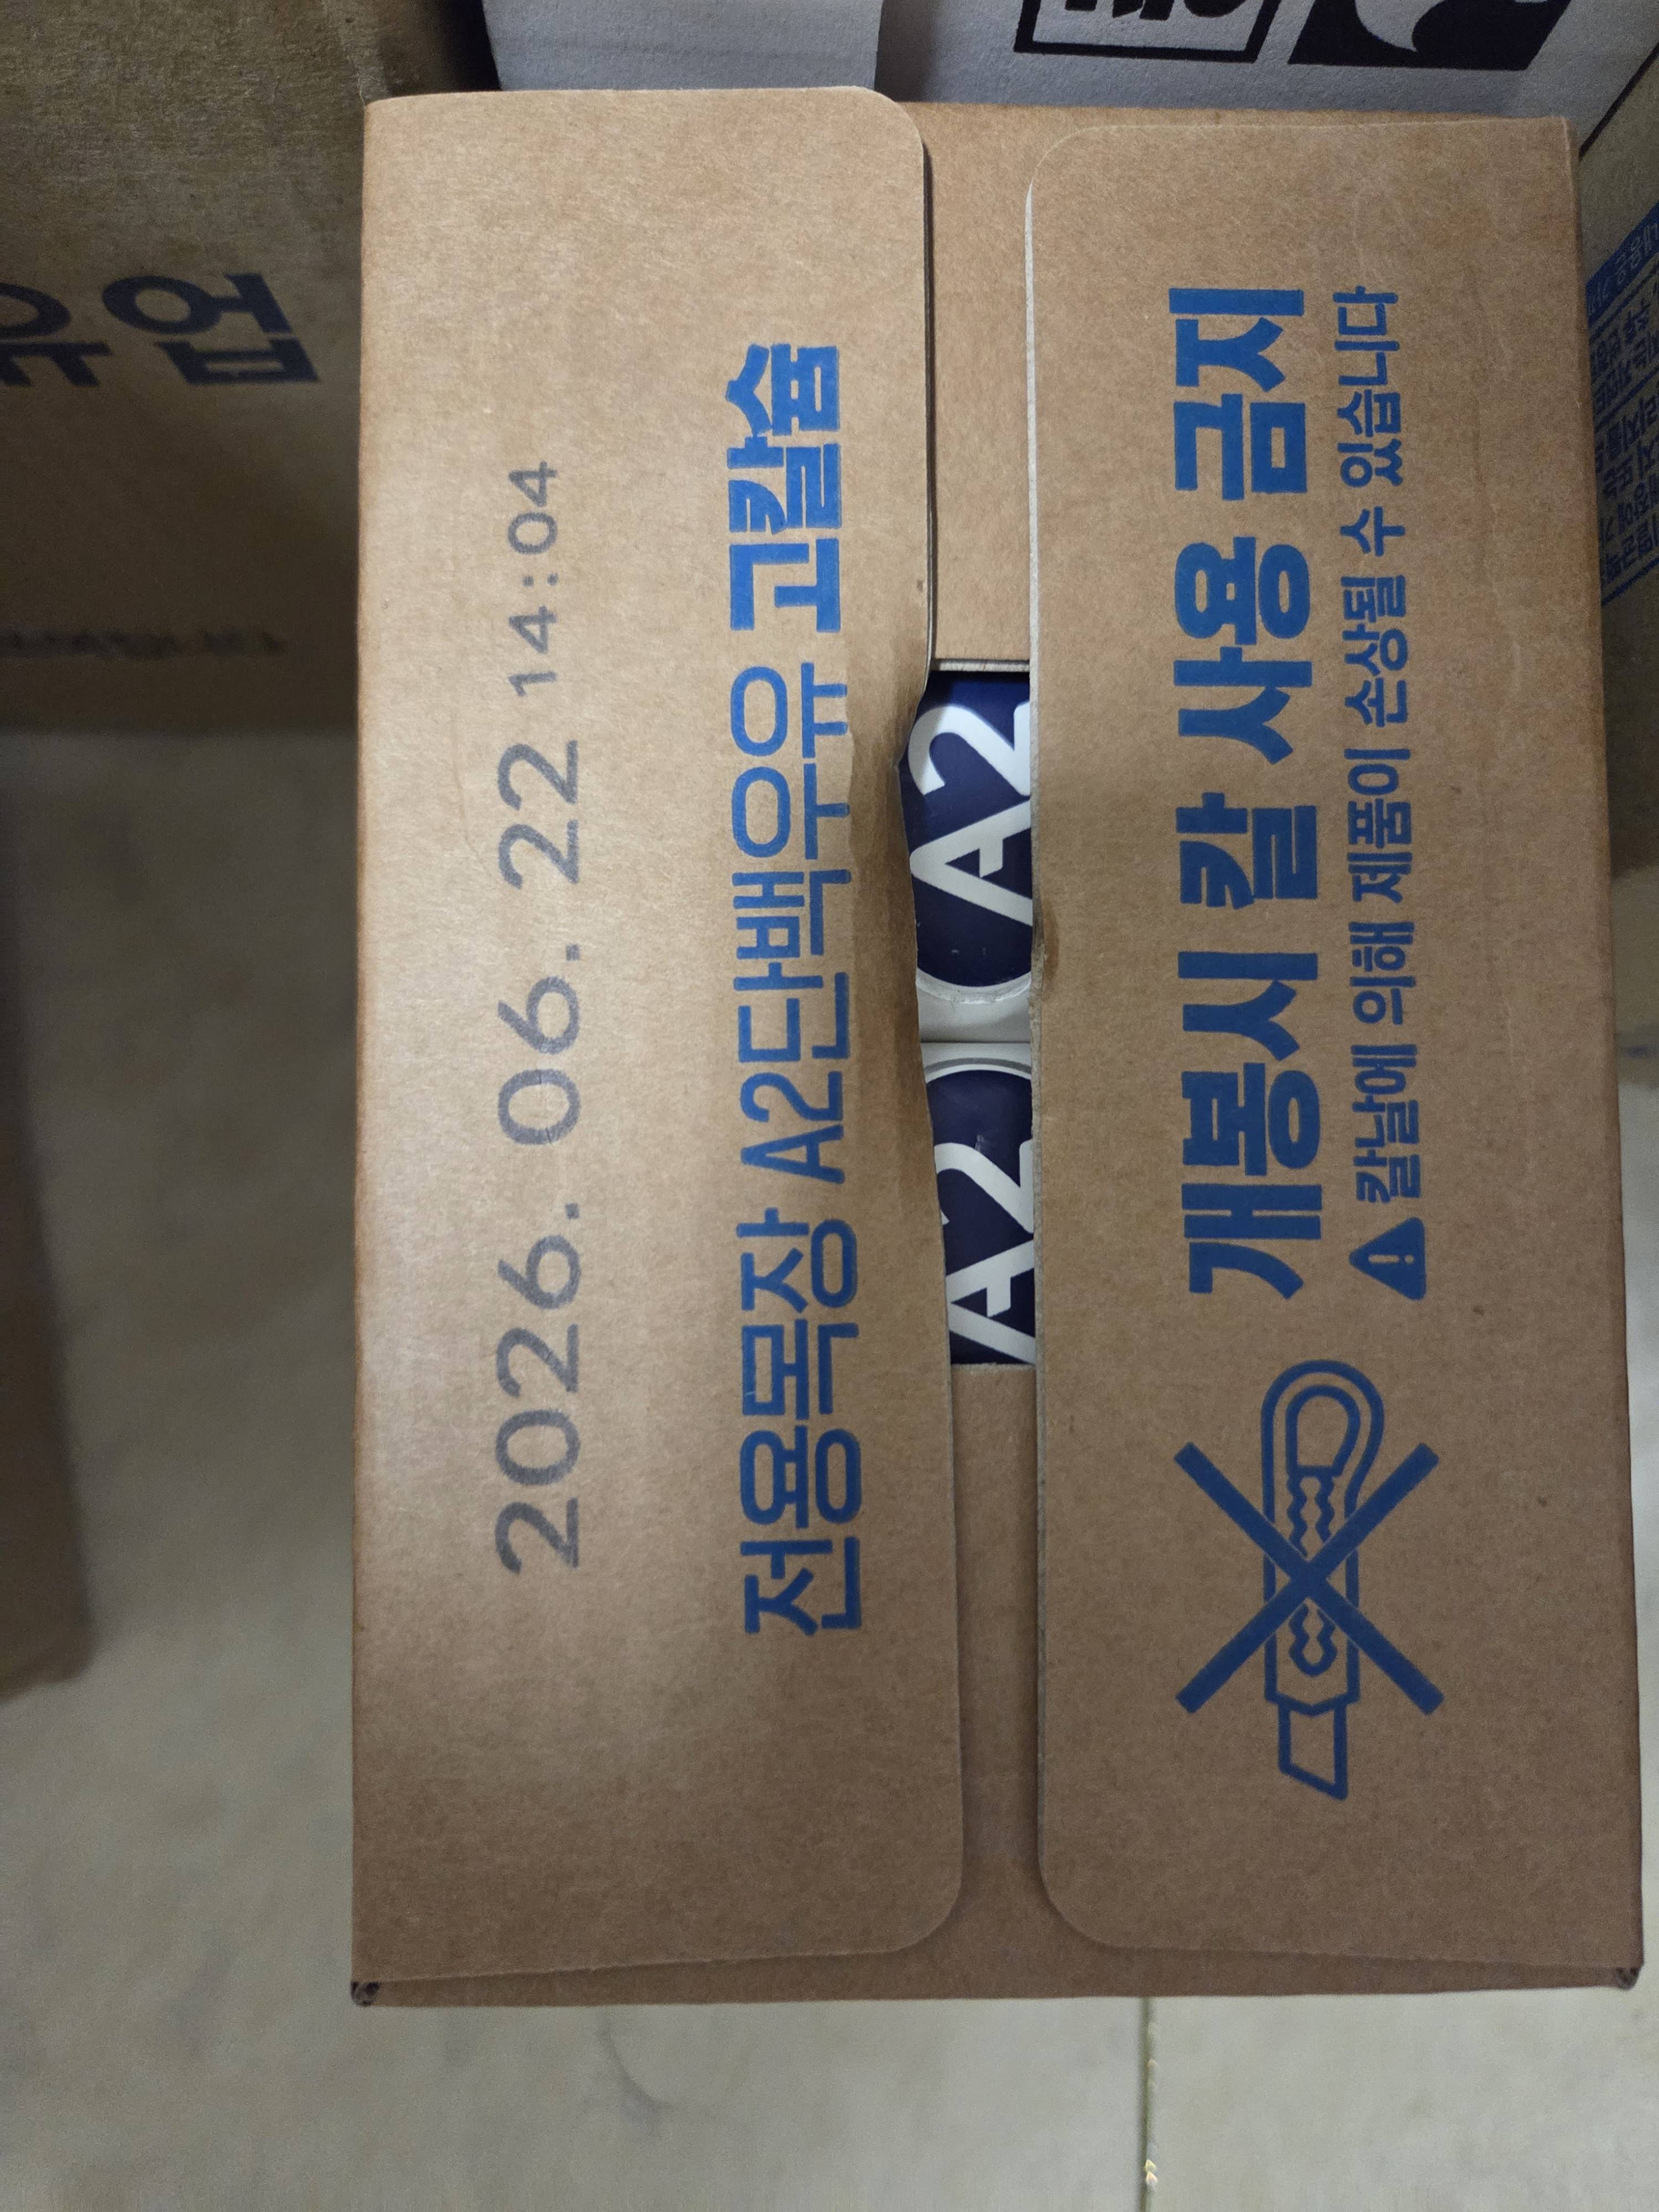 2026. 06. 22 14:04
전용목장 A2단백우유 고칼슘
A2
A2
개봉시 칼 사용 금지
칼날에 의해 제품이 손상될 수 있습니다
유업